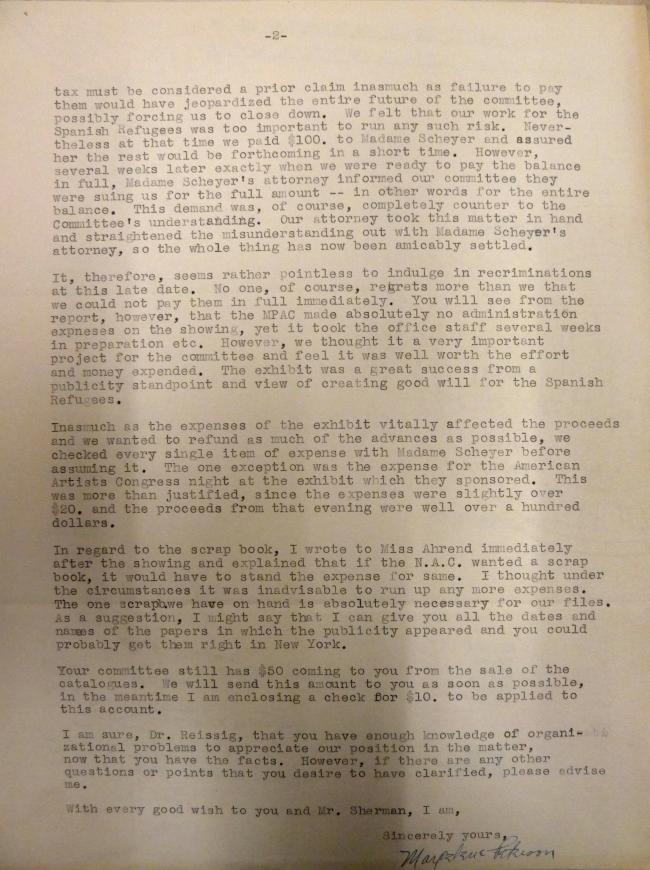 -2-
tax must be considered a prior claim inasmuch as failure to pay
them would have jeopardized the entire future of the committee,
possibly forcing us to close down. We felt that our work for the
Spanish Refugees was too important to run any such risk. Never-
theless at that time we paid $100. to Madame Scheyer and assured
her the rest would be forthcoming in a short time. However,
several weeks later exactly when we were ready to pay the balance
in full, Madame Scheyer's attorney informed our committee they
were suing us for the full amount -- in other words for the entire
balance. This demand was, of course, completely counter to the
Committee's understanding. Our attorney took this matter in hand
and straightened the misunderstanding out with Madame Scheyer's
attorney, so the whole thing has now been amicably settled.
It, therefore, seems rather pointless to indulge in recriminations
at this late date. No one, of course, regrets more than we that
we could not pay them in full immediately. You will see from the
report, however, that the MPAC made absolutely no administration
expneses on the showing, yet it took the office staff several weeks
in preparation etc. However, we thought it a very important
project for the committee and feel it was well worth the effort
and money expended. The exhibit was a great success from a
publicity standpoint and view of creating good will for the Spanish
Refugees.
Inasmuch as the expenses of the exhibit vitally affected the proceeds
and we wanted to refund as much of the advances as possible, we
checked every single item of expense with Madame Scheyer before
assuming it. The one exception was the expense for the American
Artists Congress night at the exhibit which they sponsored. This
was more than justified, since the expenses were slightly over
$20. and the proceeds from that evening were well over a hundred
dollars.
In regard to the scrap book, I wrote to Miss Ahrend immediately
after the showing and explained that if the N.A.C. wanted a scrap
book, it would have to stand the expense for same. I thought under
the circumstances it was inadvisable to run up any more expenses.
The one scraphwe have on hand is absolutely necessary for our files.
As a suggestion, I might say that I can give you all the dates and
names of the papers in which the publicity appeared and you could
probably get them right in New York.
Your committee still has $50 coming to you from the sale of the
catalogues. We will send this amount to you as soon as possible,
in the meantime I am enclosing a check for $10. to be applied to
this account.
I am sure, Dr. Reissig, that you have enough knowledge of organi-
zational problems to appreciate our position in the matter,
now that you have the facts. However, if there are any other
questions or points that you desire to have clarified, please advise
me.
With every good wish to you and Mr. Sherman, I am,
Sincerely yours,